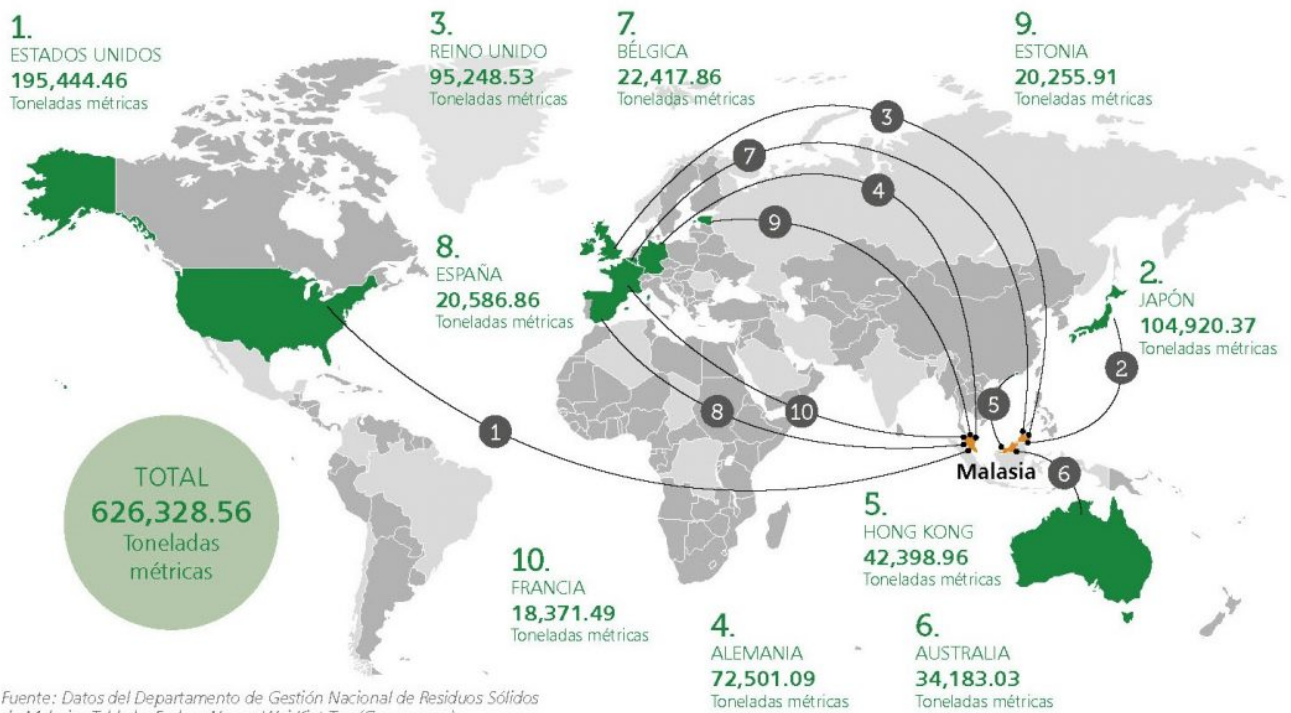 1.
ESTADOS UNIDOS
195,444.46
Toneladas métricas
3.
REINO UNIDO
95,248.53
Toneladas métricas
7.
BÉLGICA
22,417.86
Toneladas métricas
9.
ESTONIA
20,255.91
Toneladas métricas
3
7
4
9
8.
ESPAÑA
20,586.86
Toneladas métricas
2.
JAPÓN
104,920.37
Toneladas métricas
2
5
8
10
1
Malasia
6
TOTAL
626,328.56
Toneladas
métricas
5.
HONG KONG
42,398.96
Toneladas métricas
10.
FRANCIA
18,371.49
Toneladas métricas
4.
ALEMANIA
72,501.09
Toneladas métricas
6.
AUSTRALIA
34,183.03
Toneladas métricas
Fuente: Datos del Departamento de Gestión Nacional de Residuos Sólidos